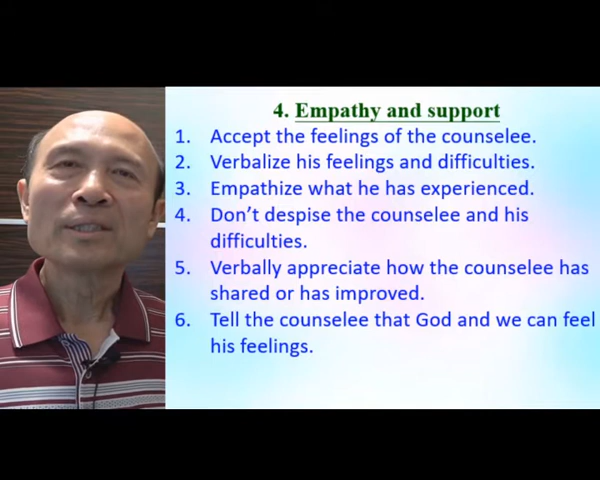 4. Empathy and support
1. Accept the feelings of the counselee.
2. Verbalize his feelings and difficulties.
3. Empathize what he has experienced.
4. Don't despise the counselee and his
difficulties.
5. Verbally appreciate how the counselee has
shared or has improved.
6. Tell the counselee that God and we can feel
his feelings.